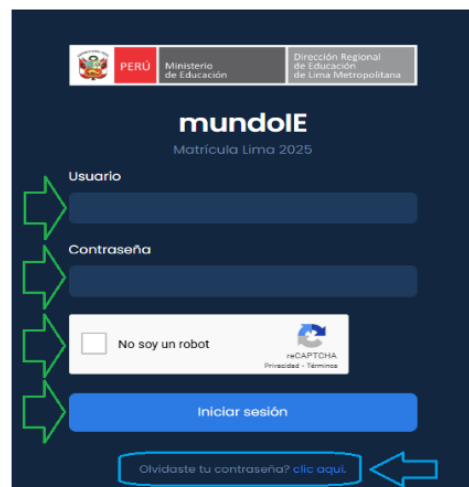 PERÚ
Ministerio
de Educación
Dirección Regional
de Educación
de Lima Metropolitana
mundoIE
Matrícula Lima 2025
Usuario
Contraseña
No soy un robot
reCAPTCHA
Privacidad - Términos
Iniciar sesión
Olvidaste tu contraseña? clic aquí.